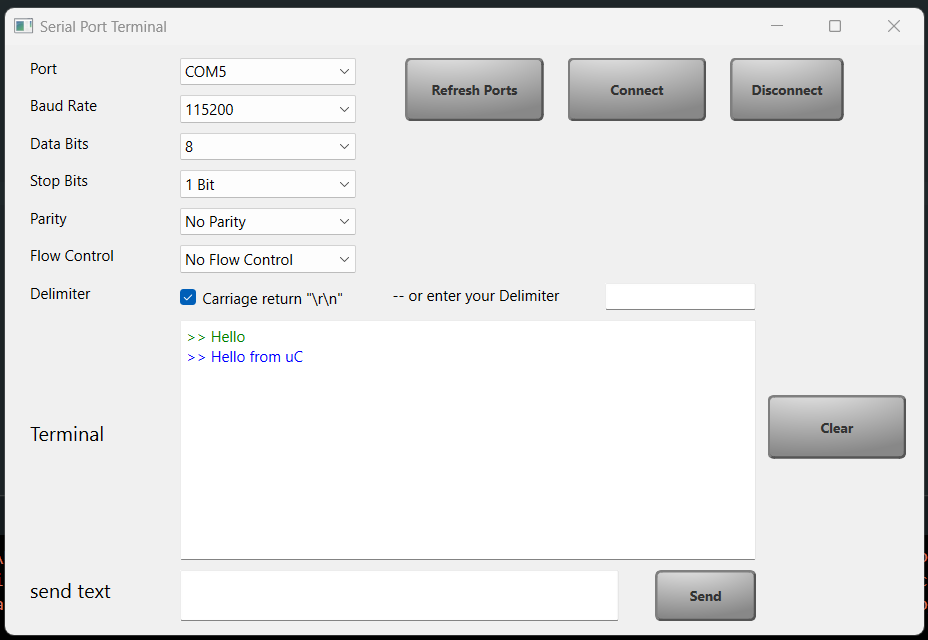 Serial Port Terminal
Port
COM5
Refresh Ports
Connect
Disconnect
Baud Rate
115200
Data Bits
8
Stop Bits
1 Bit
Parity
No Parity
Flow Control
No Flow Control
Delimiter
Carriage return "\r\n"
-- or enter your Delimiter
>> Hello
>> Hello from uC
Terminal
Clear
send text
Send